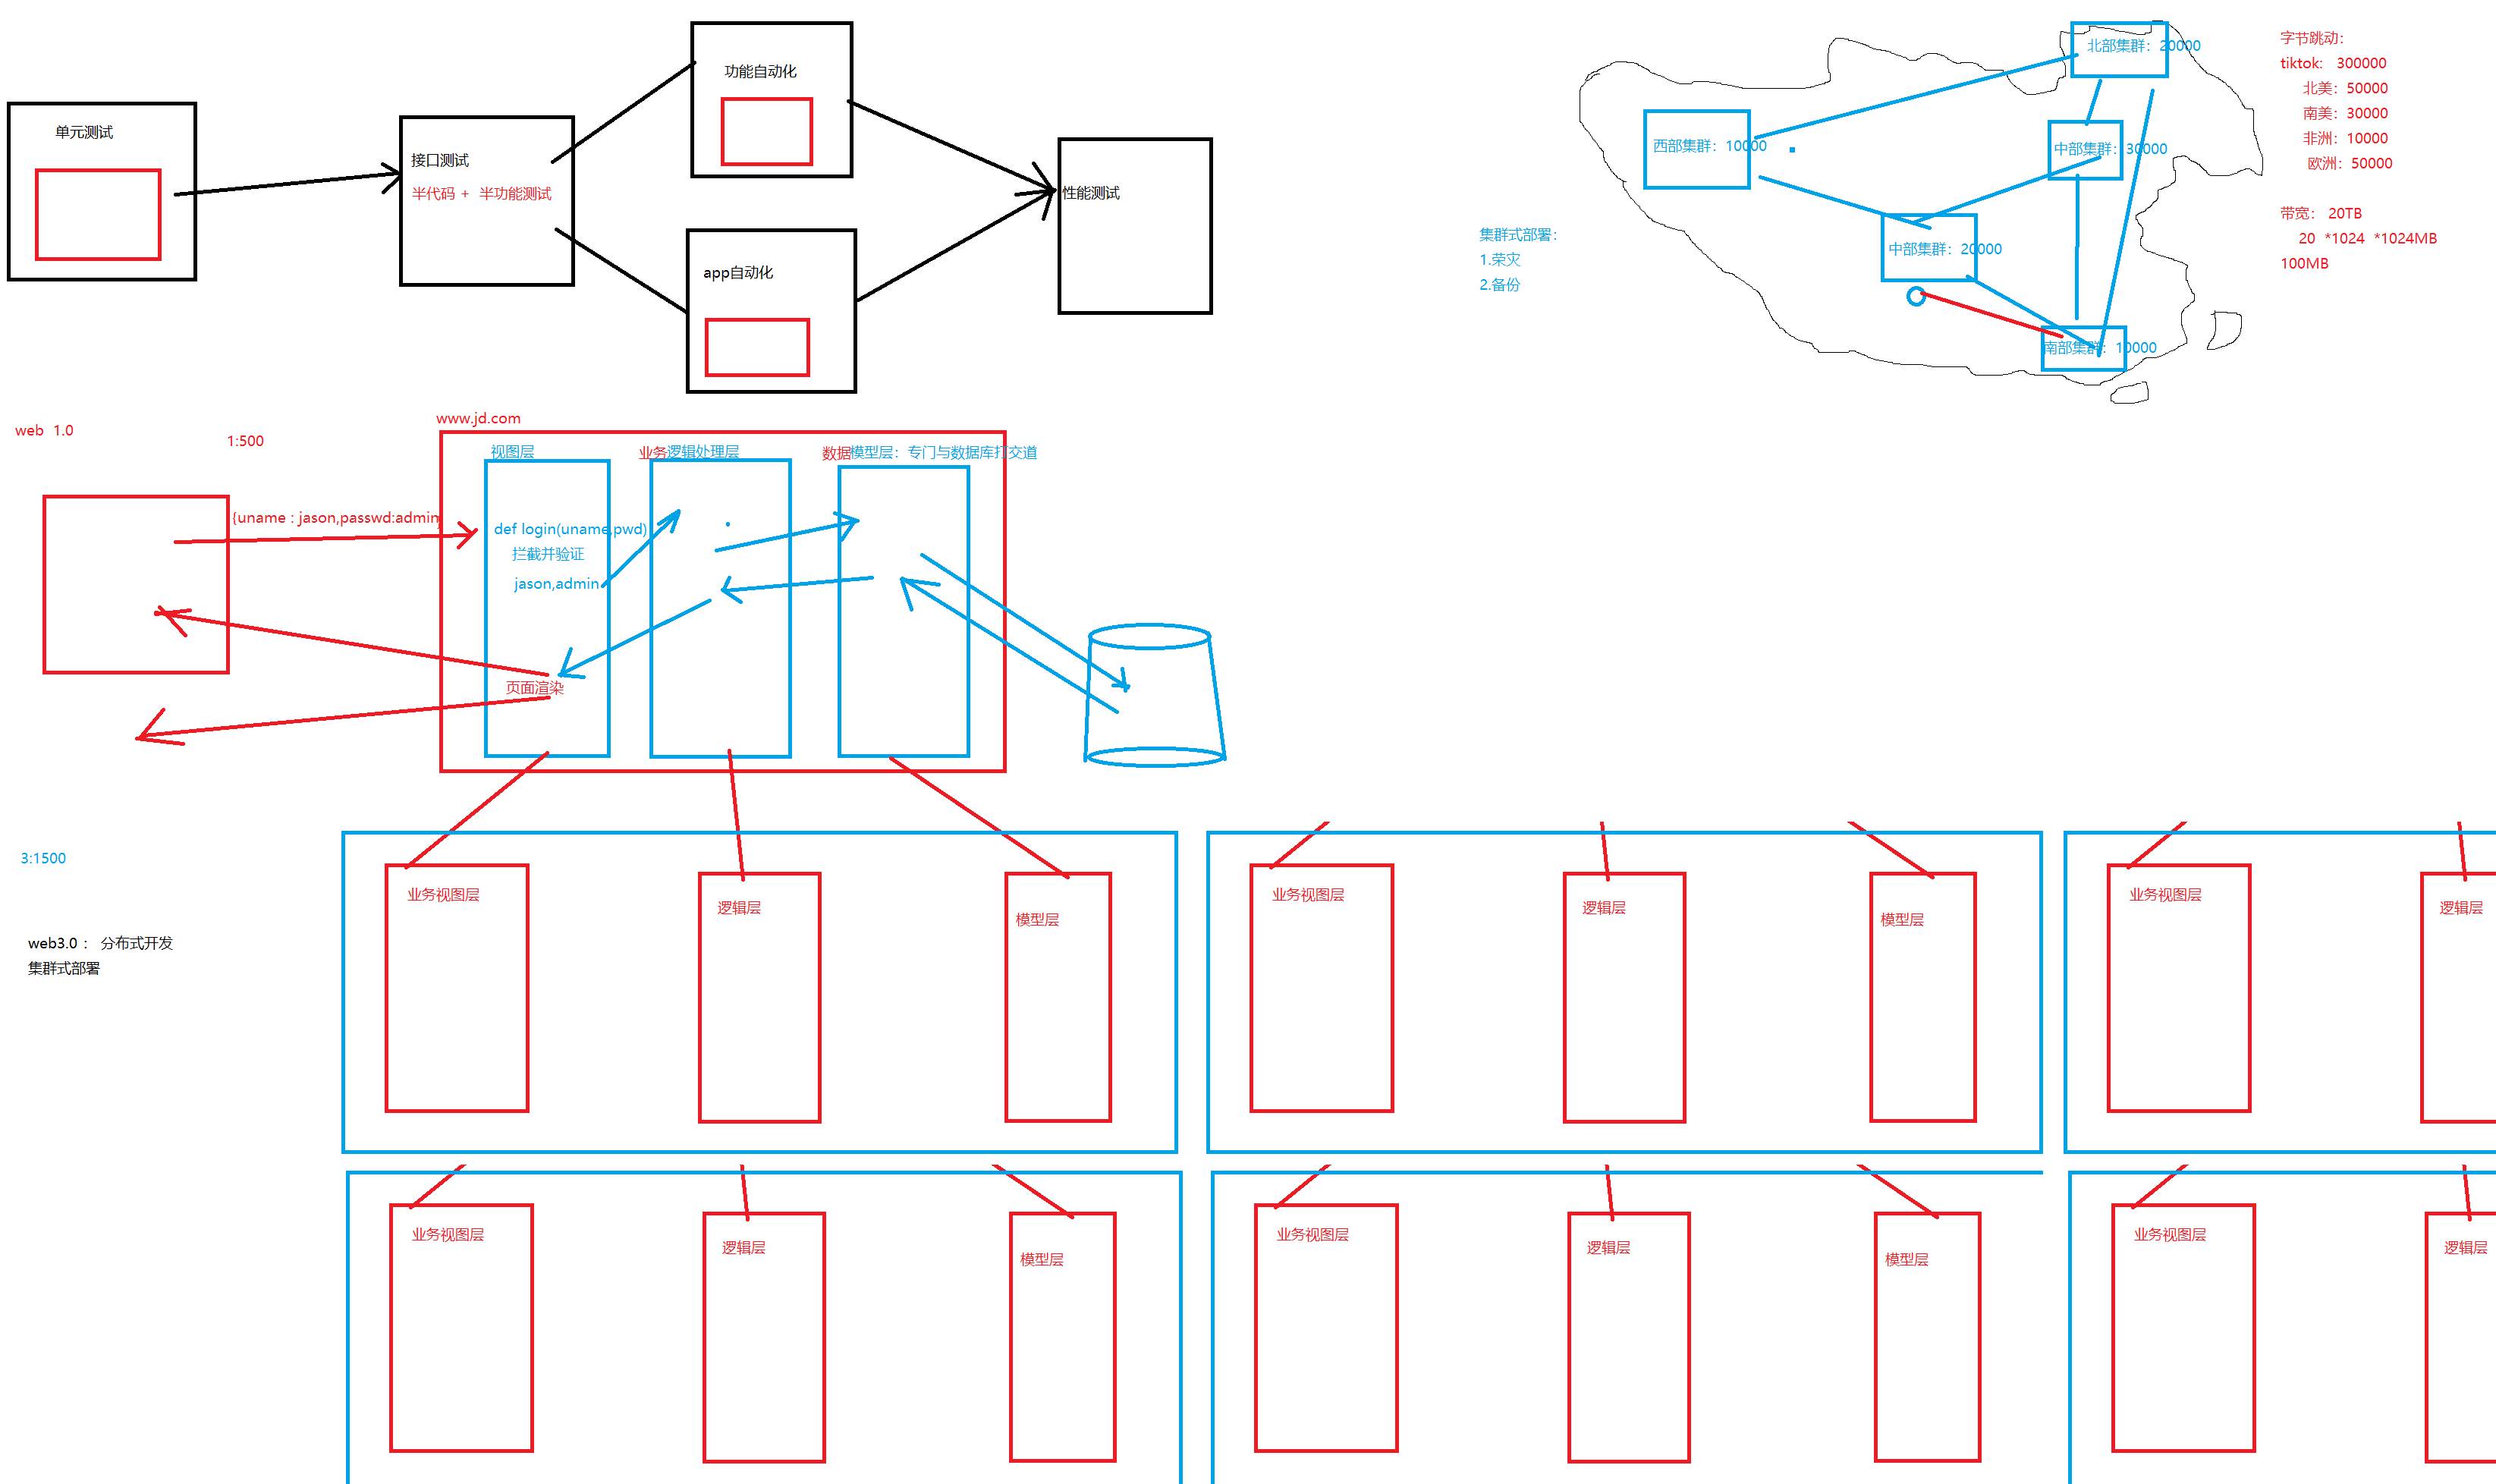 单元测试
接口测试
半代码 + 半功能测试
功能自动化
app自动化
性能测试
北部集群：20000
西部集群：10000
中部集群：30000
中部集群：20000
南部集群：10000
集群式部署：
1.荣灾
2.备份
字节跳动：
tiktok: 300000
北美：50000
南美：30000
非洲：10000
欧洲：50000
带宽： 20TB
20 *1024 *1024MB
100MB
web 1.0
1:500
www.jd.com
视图层
业务逻辑处理层
数据模型层：专门与数据库打交道
{uname : jason,passwd:admin}
def login(uname,pwd)
拦截并验证
jason,admin
页面渲染
3:1500
web3.0 ： 分布式开发
集群式部署
业务视图层
逻辑层
模型层
业务视图层
逻辑层
模型层
业务视图层
逻辑层
业务视图层
逻辑层
模型层
业务视图层
逻辑层
模型层
业务视图层
逻辑层